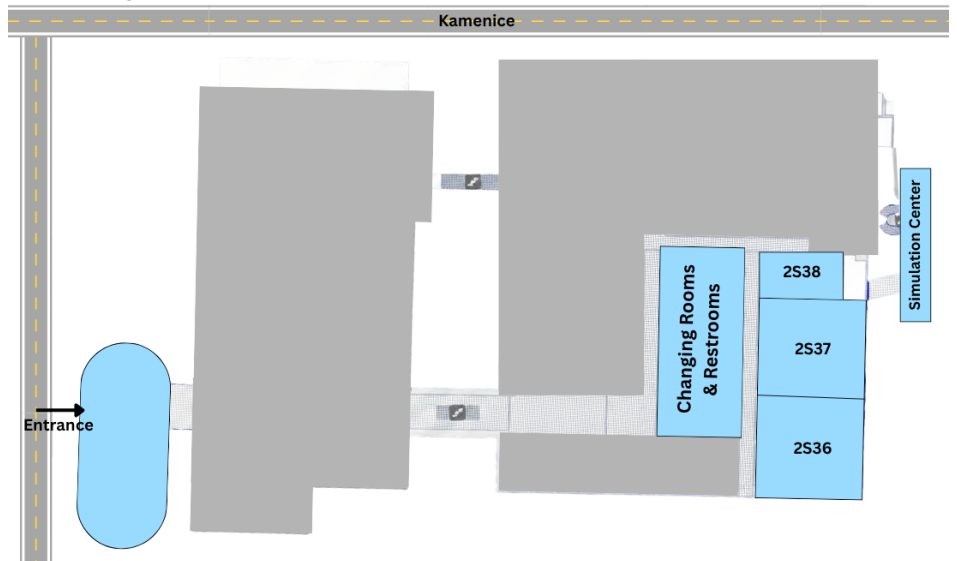 Kamenice
Simulation Center
2S38
Changing Rooms
& Restrooms
2S37
Entrance
2S36